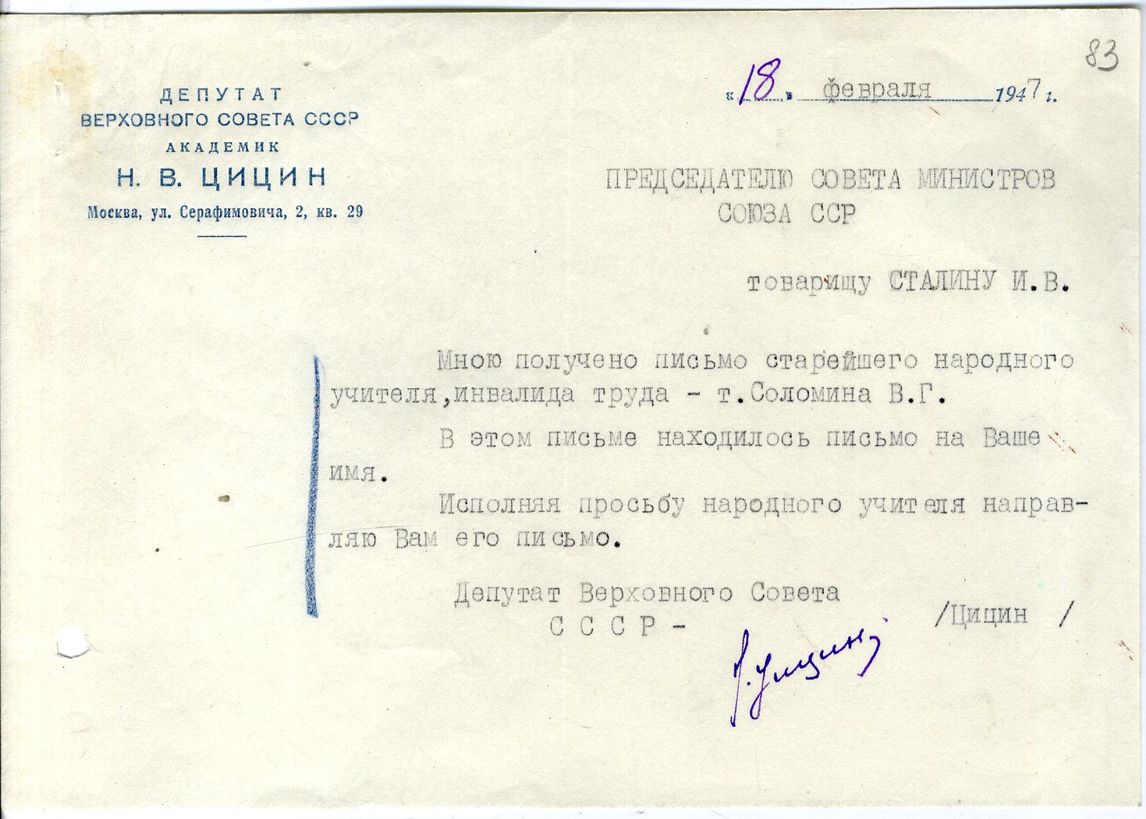 83
ДЕПУТАТ
ВЕРХОВНОГО СОВЕТА СССР
АКАДЕМИК
Н. В. ЦИЦИН
Москва, ул. Серафимовича, 2, кв. 29
« 18 » февраля 1947 г.
ПРЕДСЕДАТЕЛЮ СОВЕТА МИНИСТРОВ
СОЮЗА ССР
товарищу СТАЛИНУ И.В.
Мною получено письмо старейшего народного
учителя,инвалида труда - т.Соломина В.Г.
В этом письме находилось письмо на Ваше
имя.
Исполняя просьбу народного учителя направ-
ляю Вам его письмо.
Депутат Верховного Совета
С С С Р - /Цицин /
Н.Цицин